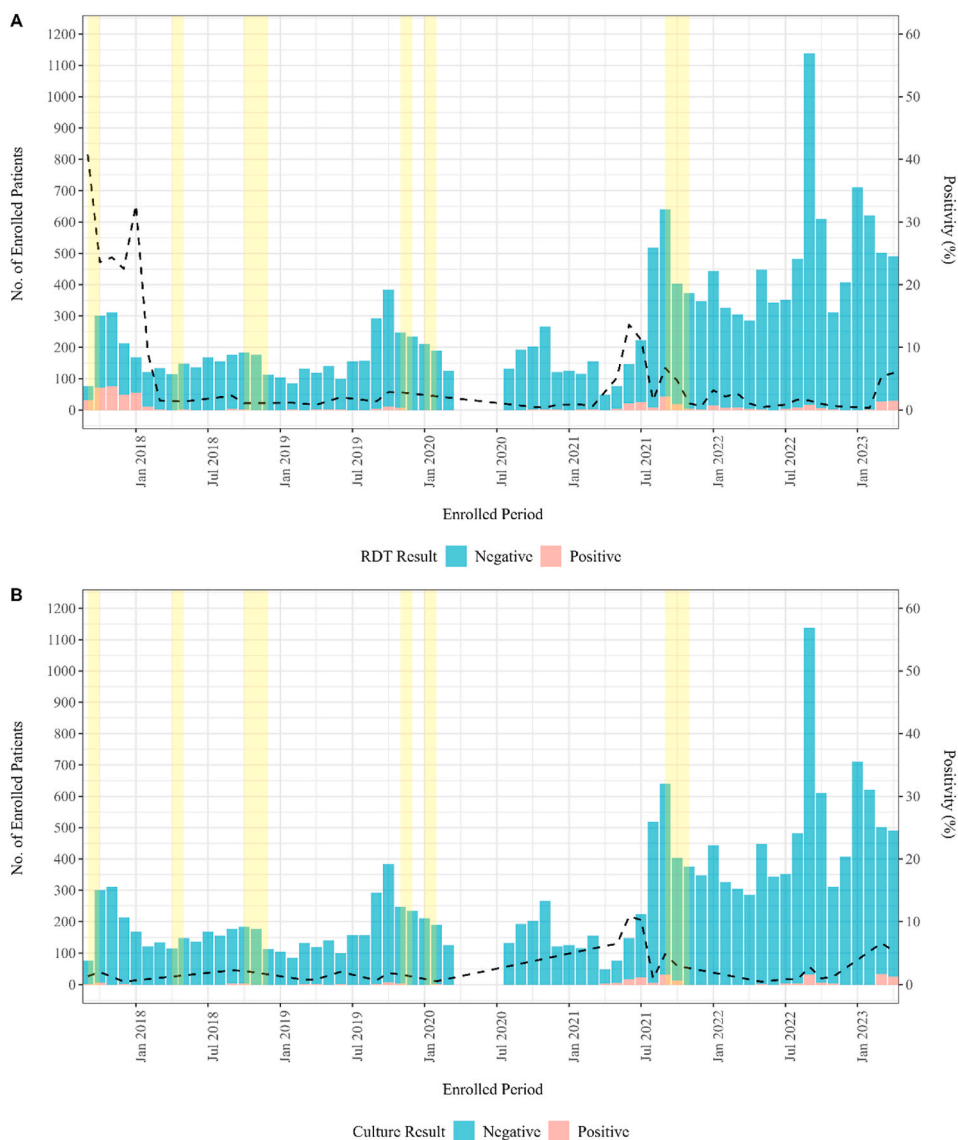 A
1200
1100
1000
900
800
700
600
500
400
300
200
100
0
No. of Enrolled Patients
60
50
40
30
20
10
0
Positivity (%)
Jan 2018
Jul 2018
Jan 2019
Jul 2019
Jan 2020
Jul 2020
Jan 2021
Jul 2021
Jan 2022
Jul 2022
Jan 2023
Enrolled Period
RDT Result Negative Positive
B
1200
1100
1000
900
800
700
600
500
400
300
200
100
0
No. of Enrolled Patients
60
50
40
30
20
10
0
Positivity (%)
Jan 2018
Jul 2018
Jan 2019
Jul 2019
Jan 2020
Jul 2020
Jan 2021
Jul 2021
Jan 2022
Jul 2022
Jan 2023
Enrolled Period
Culture Result Negative Positive